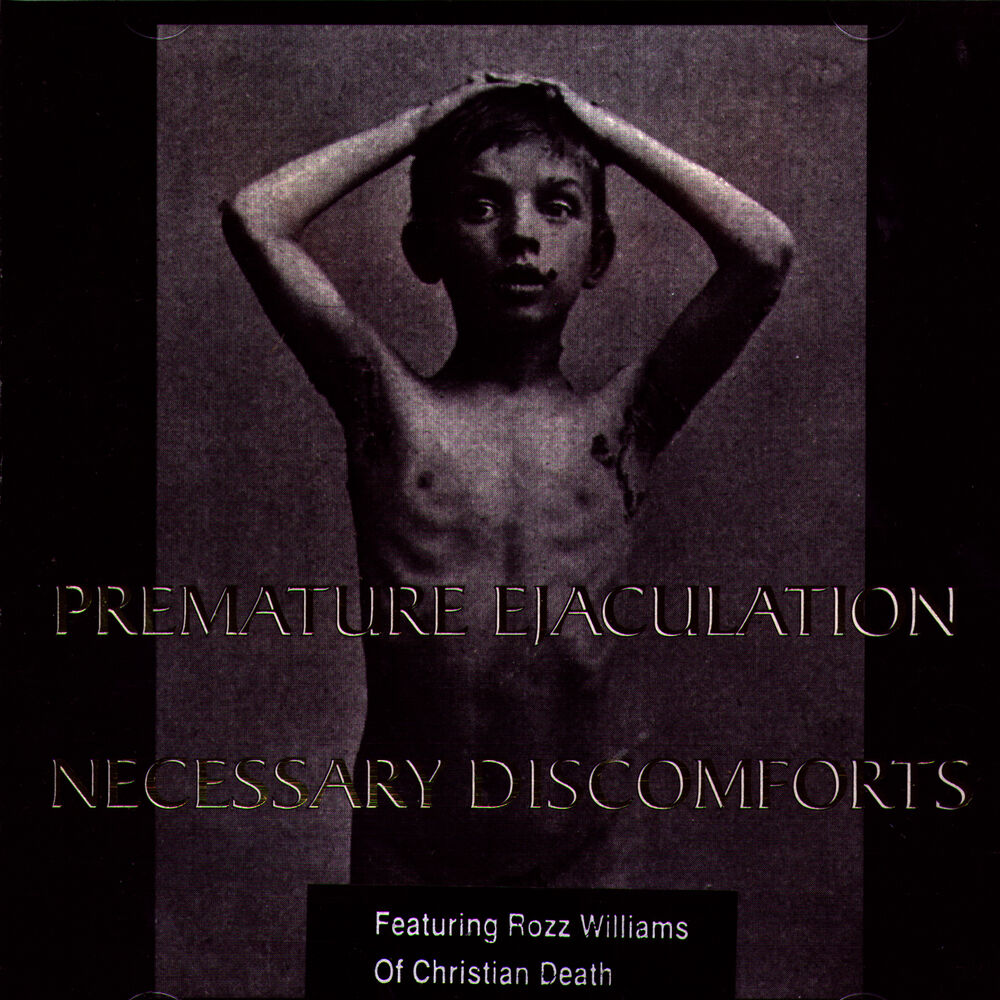 PREMATURE EJACULATION
NECESSARY DISCOMFORTS
Featuring Rozz Williams
Of Christian Death